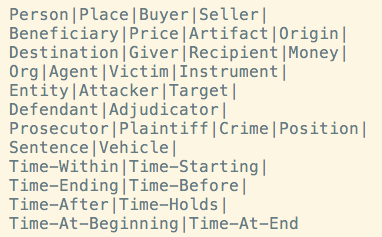 Person|Place|Buyer|Seller|
Beneficiary|Price|Artifact|Origin|
Destination|Giver|Recipient|Money|
Org|Agent|Victim|Instrument|
Entity|Attacker|Target|
Defendant|Adjudicator|
Prosecutor|Plaintiff|Crime|Position|
Sentence|Vehicle|
Time-Within|Time-Starting|
Time-Ending|Time-Before|
Time-After|Time-Holds|
Time-At-Beginning|Time-At-End